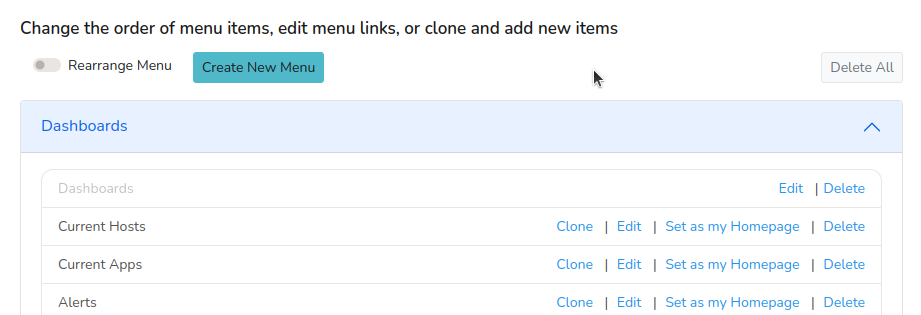 Change the order of menu items, edit menu links, or clone and add new items
Rearrange Menu Create New Menu Delete All
Dashboards
Dashboards Edit | Delete
Current Hosts Clone | Edit | Set as my Homepage | Delete
Current Apps Clone | Edit | Set as my Homepage | Delete
Alerts Clone | Edit | Set as my Homepage | Delete